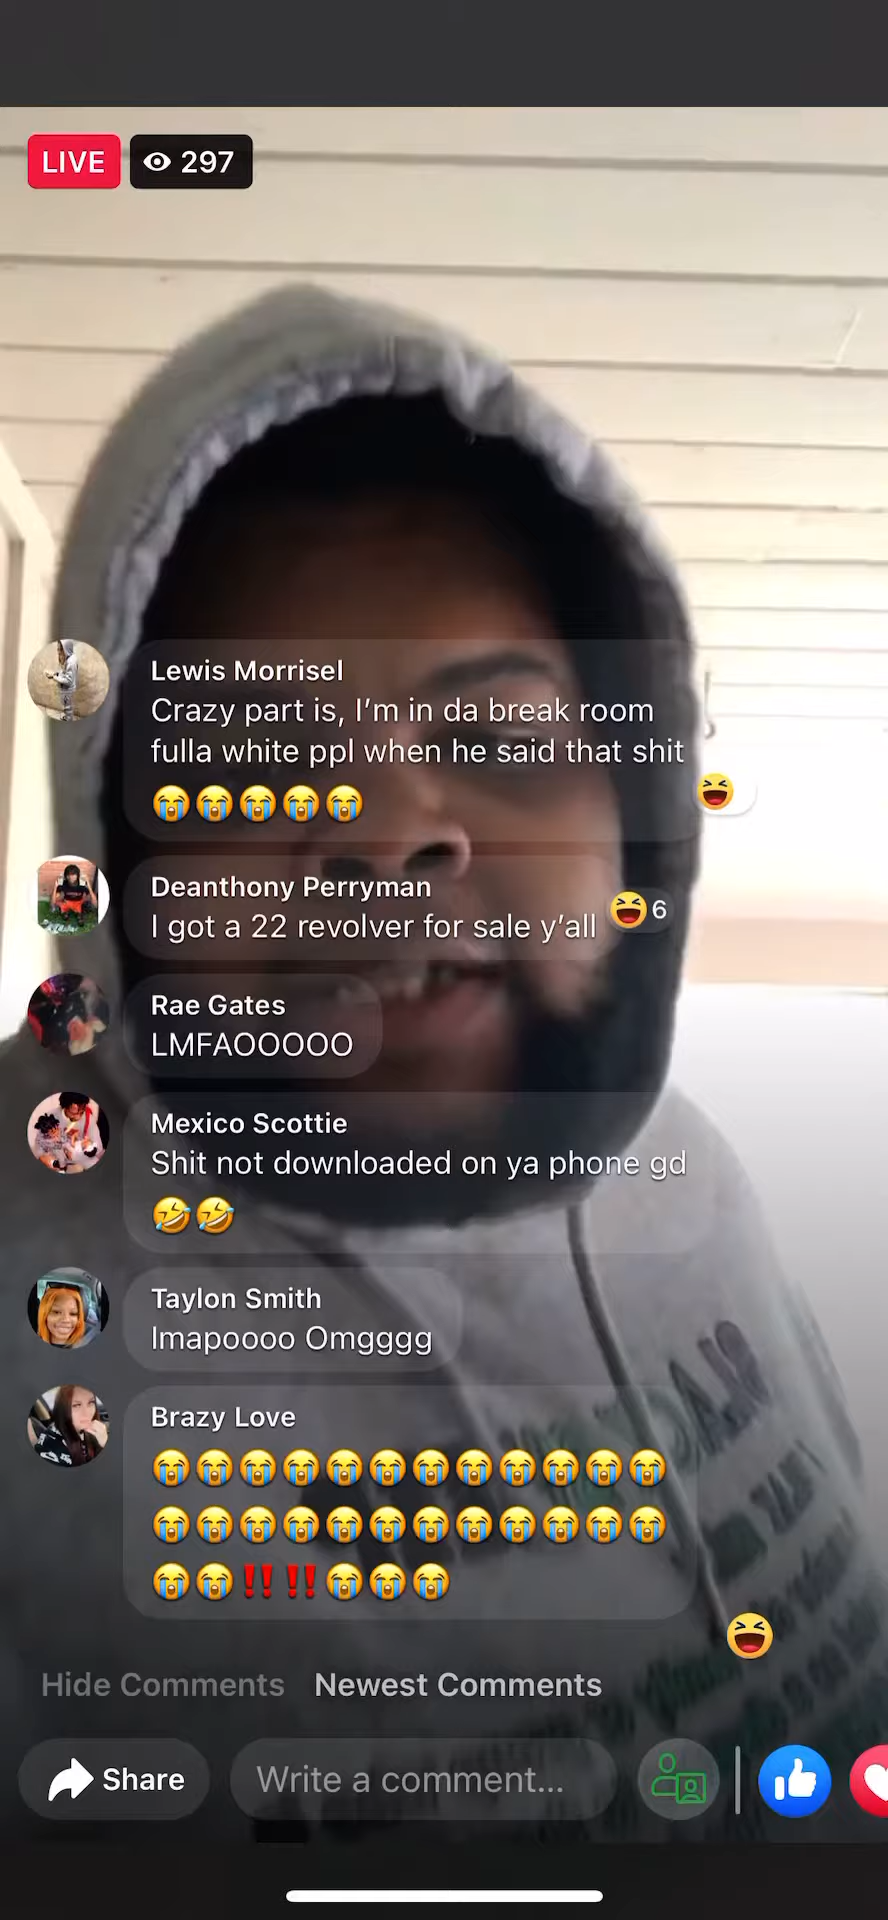 LIVE 297
Lewis Morrisel
Crazy part is, I’m in da break room
fulla white ppl when he said that shit
😭😭😭😭😭
Deanthony Perryman
I got a 22 revolver for sale y’all
6
Rae Gates
LMFAOOOOO
Mexico Scottie
Shit not downloaded on ya phone gd
🤣🤣
Taylon Smith
lmapoooo Omgggg
Brazy Love
😭😭😭😭😭😭😭😭😭😭😭😭
😭😭😭😭😭😭😭😭😭😭😭😭
😭😭‼️‼️😭😭😭
Hide Comments Newest Comments
Share Write a comment...